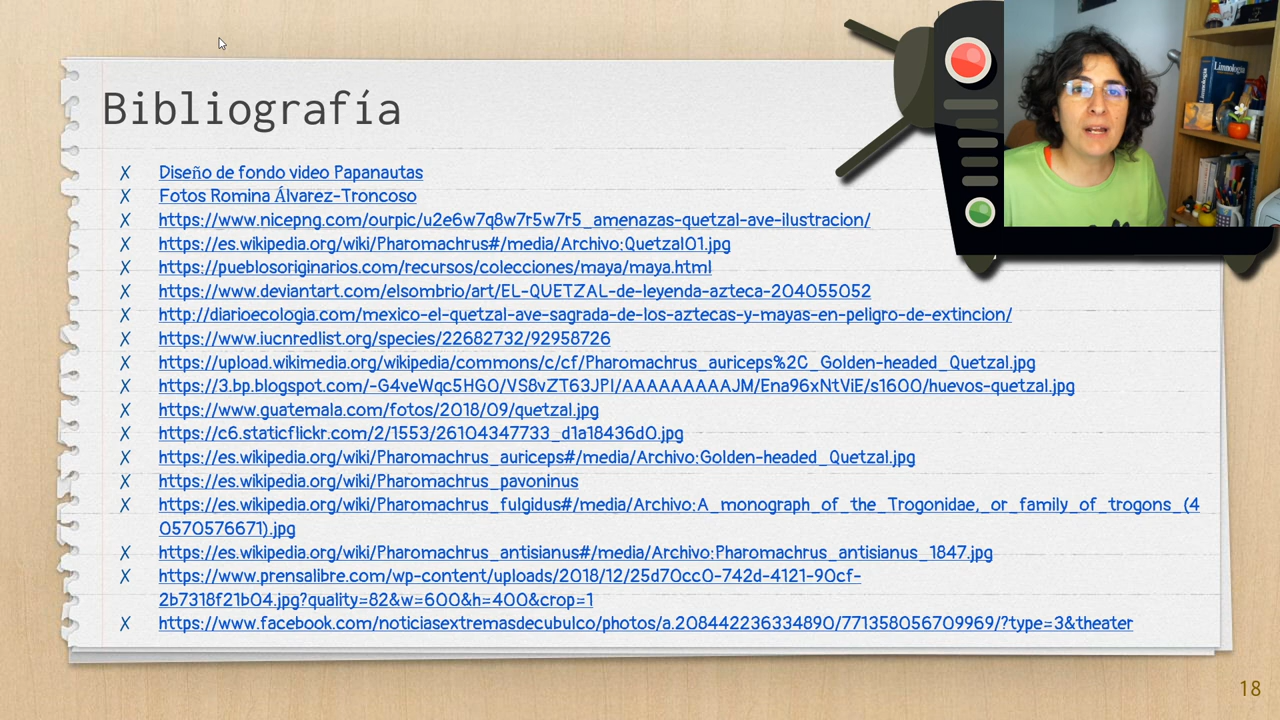 Bibliografía
✗ Diseño de fondo video Papanautas
✗ Fotos Romina Álvarez-Troncoso
✗ https://www.nicepng.com/ourpic/u2e6w7q8w7r5w7r5_amenazas-quetzal-ave-ilustracion/
✗ https://es.wikipedia.org/wiki/Pharomachrus#/media/Archivo:Quetzal01.jpg
✗ https://pueblosoriginarios.com/recursos/colecciones/maya/maya.html
✗ https://www.deviantart.com/elsombrio/art/EL-QUETZAL-de-leyenda-azteca-204055052
✗ http://diarioecologia.com/mexico-el-quetzal-ave-sagrada-de-los-aztecas-y-mayas-en-peligro-de-extincion/
✗ https://www.iucnredlist.org/species/22682732/92958726
✗ https://upload.wikimedia.org/wikipedia/commons/c/cf/Pharomachrus_auriceps%2C_Golden-headed_Quetzal.jpg
✗ https://3.bp.blogspot.com/-G4veWqc5HG0/VS8vZT63JPI/AAAAAAAAAJM/Ena96xNtViE/s1600/huevos-quetzal.jpg
✗ https://www.guatemala.com/fotos/2018/09/quetzal.jpg
✗ https://c6.staticflickr.com/2/1553/26104347733_d1a18436d0.jpg
✗ https://es.wikipedia.org/wiki/Pharomachrus_auriceps#/media/Archivo:Golden-headed_Quetzal.jpg
✗ https://es.wikipedia.org/wiki/Pharomachrus_pavoninus
✗ https://es.wikipedia.org/wiki/Pharomachrus_fulgidus#/media/Archivo:A_monograph_of_the_Trogonidae,_or_family_of_trogons_(4
0570576671).jpg
✗ https://es.wikipedia.org/wiki/Pharomachrus_antisianus#/media/Archivo:Pharomachrus_antisianus_1847.jpg
✗ https://www.prensalibre.com/wp-content/uploads/2018/12/25d70cc0-742d-4121-90cf-
2b7318f21b04.jpg?quality=82&w=600&h=400&crop=1
✗ https://www.facebook.com/noticiasextremasdecubulco/photos/a.208442236334890/771358056709969/?type=3&theater
Limnología
18